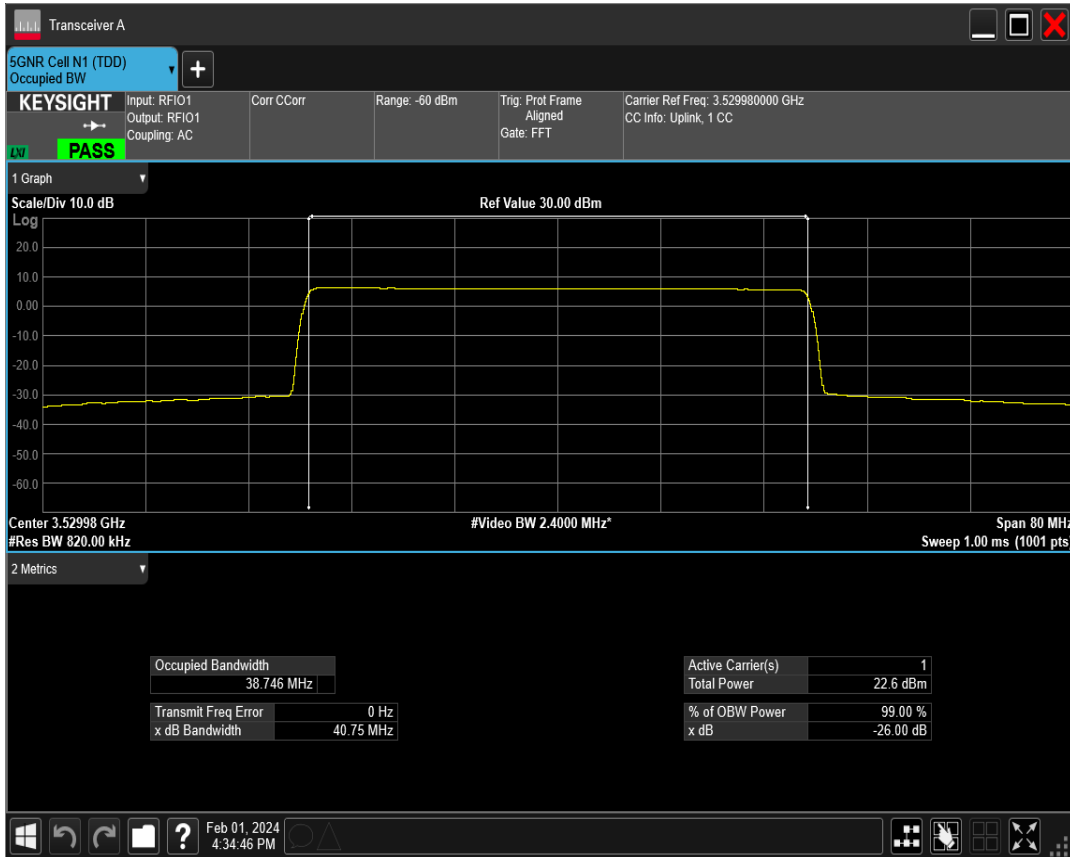 Transceiver A
5GNR Cell N1 (TDD)
Occupied BW
+
KEYSIGHT
LXI
PASS
Input: RFIO1
Output: RFIO1
Coupling: AC
Corr CCorr
Range: -60 dBm
Trig: Prot Frame
Aligned
Gate: FFT
Carrier Ref Freq: 3.529980000 GHz
CC Info: Uplink, 1 CC
1 Graph
Scale/Div 10.0 dB
Ref Value 30.00 dBm
Log
20.0
10.0
0.00
-10.0
-20.0
-30.0
-40.0
-50.0
-60.0
Center 3.52998 GHz
#Video BW 2.4000 MHz*
Span 80 MHz
#Res BW 820.00 kHz
Sweep 1.00 ms (1001 pts)
2 Metrics
Occupied Bandwidth
38.746 MHz
Transmit Freq Error 0 Hz
x dB Bandwidth 40.75 MHz
Active Carrier(s) 1
Total Power 22.6 dBm
% of OBW Power 99.00 %
x dB -26.00 dB
?
Feb 01, 2024
4:34:46 PM